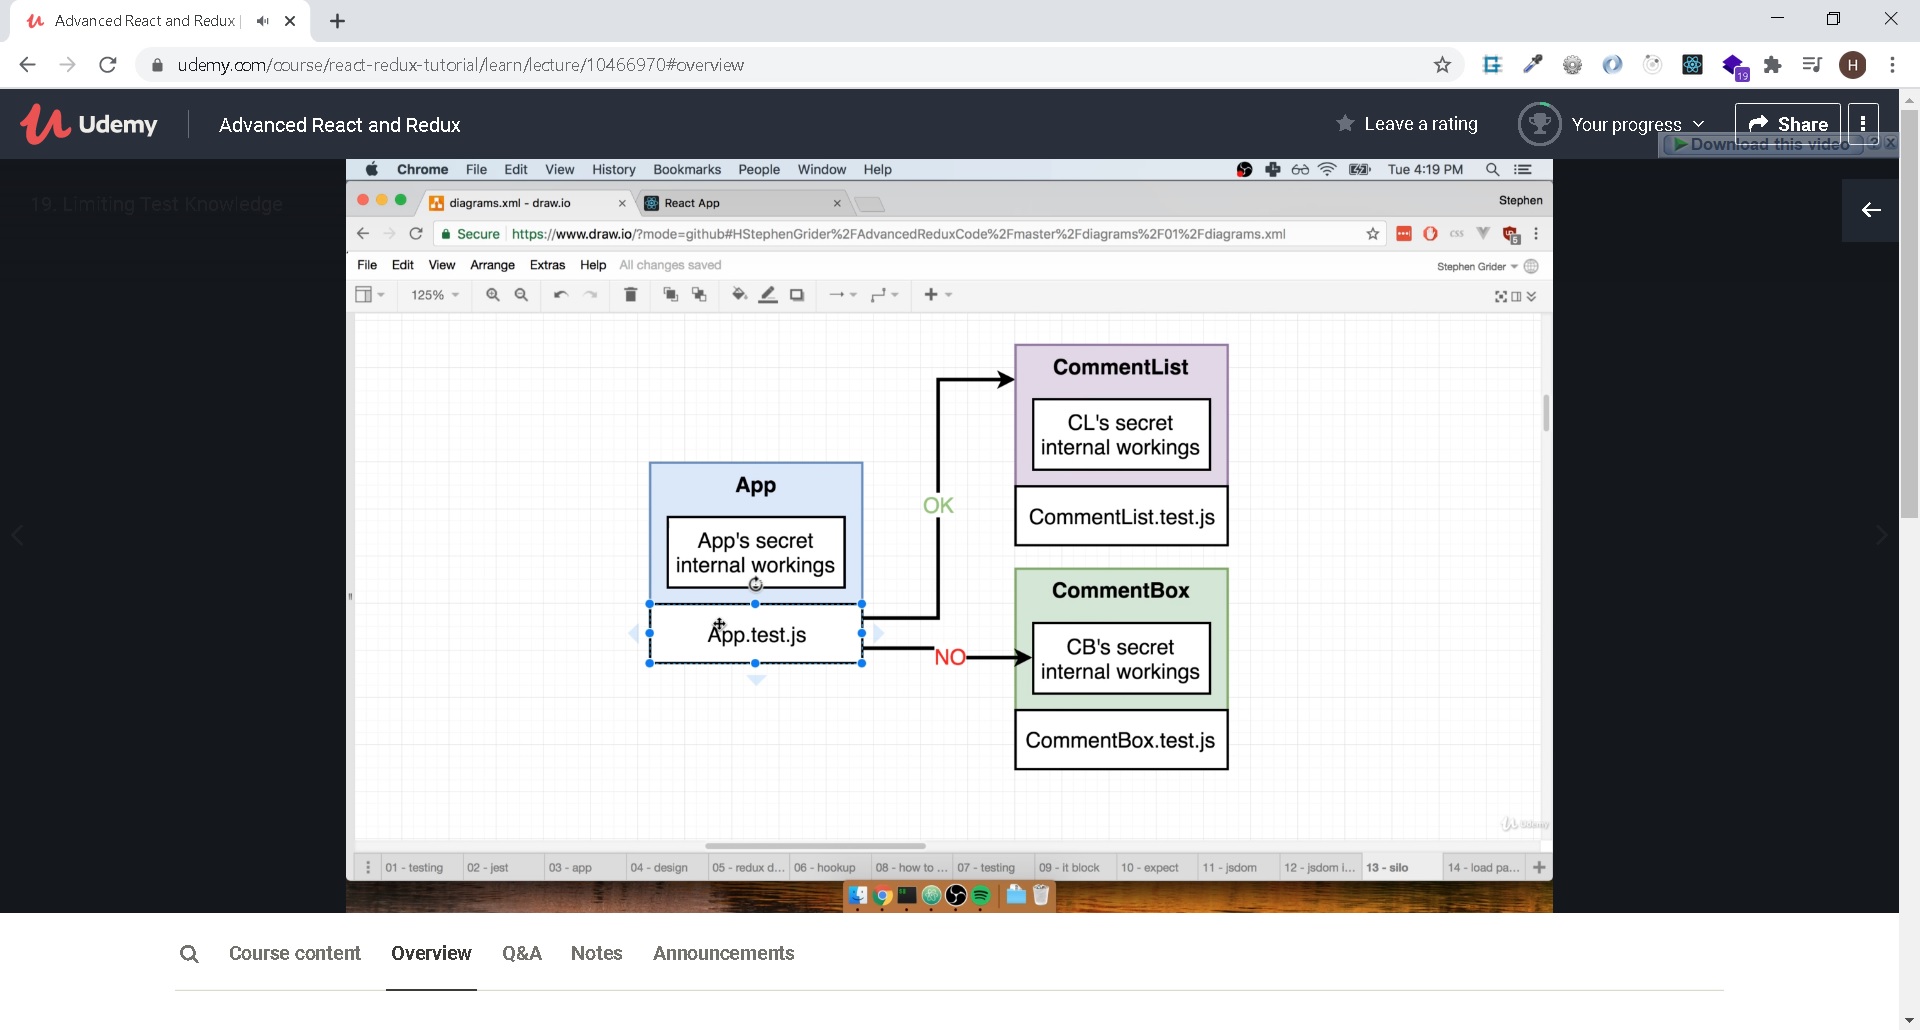 Advanced React and Redux
udemy.com/course/react-redux-tutorial/learn/lecture/10466970#overview
19
H
Udemy
Advanced React and Redux
Leave a rating
Your progress
Share
Download this video
19. Limiting Test Knowledge
Chrome File Edit View History Bookmarks People Window Help
Tue 4:19 PM
diagrams.xml - draw.io
React App
Stephen
Secure
https://www.draw.io/?mode=github#HStephenGrider%2FAdvancedReduxCode%2Fmaster%2Fdiagrams%2F01%2Fdiagrams.xml
css
5
File Edit View Arrange Extras Help All changes saved
Stephen Grider
125%
CommentList
CL's secret
internal workings
CommentList.test.js
App
App's secret
internal workings
App.test.js
OK
NO
CommentBox
CB's secret
internal workings
CommentBox.test.js
Udemy
01 - testing 02 - jest 03 - app 04 - design 05 - redux d... 06 - hookup 08 - how to ... 07 - testing 09 - it block 10 - expect 11 - jsdom 12 - jsdom i... 13 - silo 14 - load pa...
Course content Overview Q&A Notes Announcements